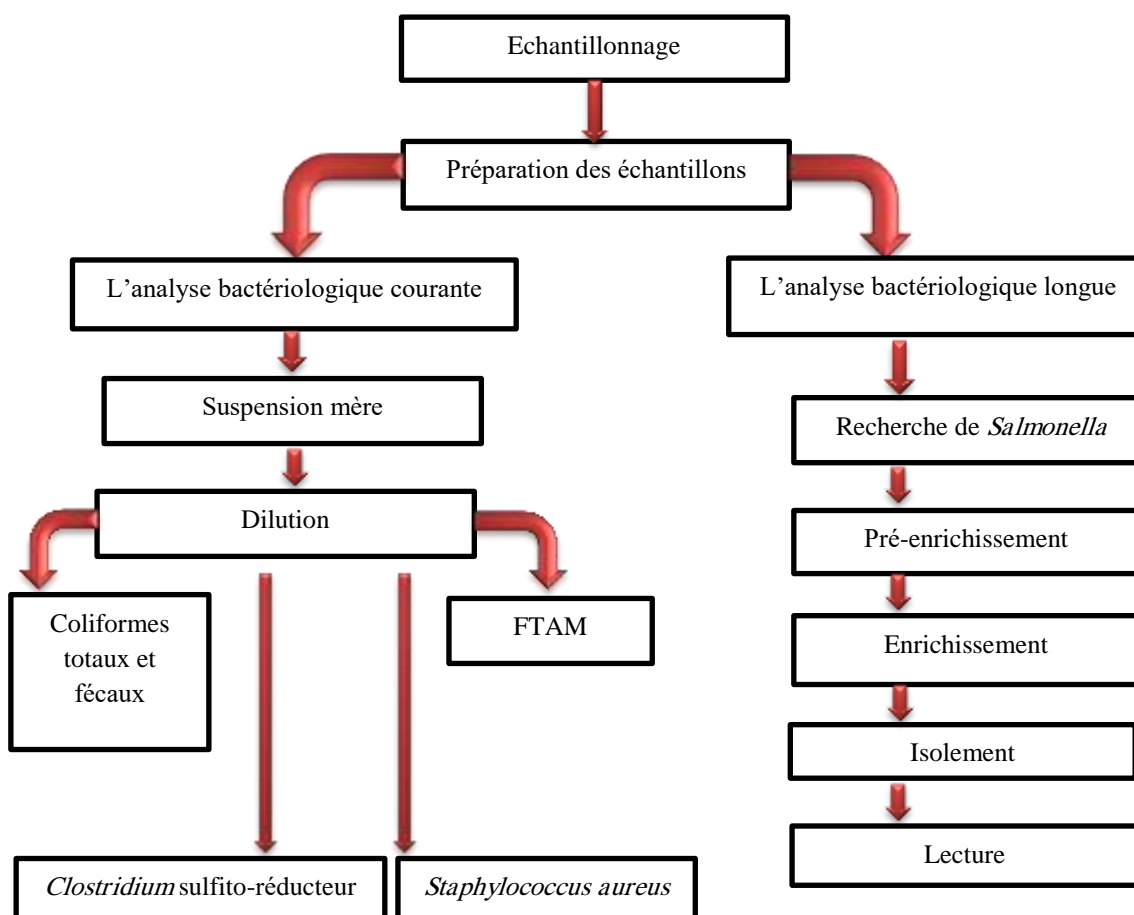 Echantillonnage
Préparation des échantillons
L'analyse bactériologique courante
L'analyse bactériologique longue
Suspension mère
Recherche de Salmonella
Dilution
Pré-enrichissement
Coliformes
totaux et
fécaux
FTAM
Enrichissement
Isolement
Lecture
Clostridium sulfito-réducteur
Staphylococcus aureus